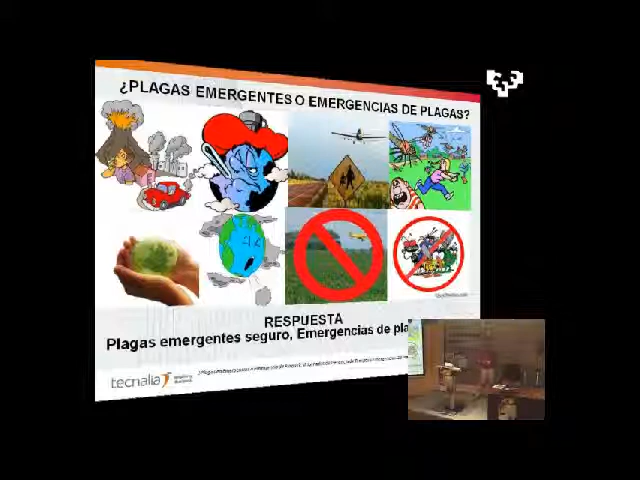 ¿PLAGAS EMERGENTES O EMERGENCIAS DE PLAGAS?
RESPUESTA
Plagas emergentes seguro, Emergencias de pla
tecnalia